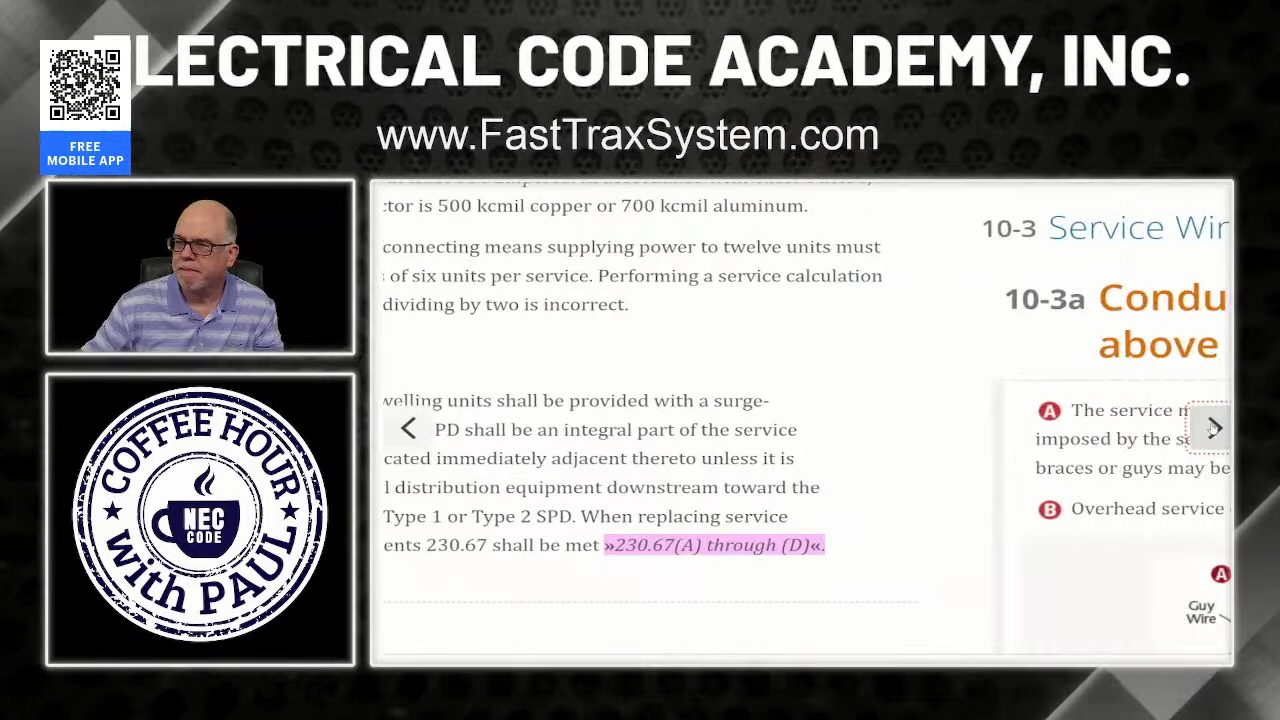 ELECTRICAL CODE ACADEMY, INC.
www.FastTraxSystem.com
FREE
MOBILE APP
COFFEE HOUR
NEC
CODE
with PAUL
ctor is 500 kcmil copper or 700 kcmil aluminum.
connecting means supplying power to twelve units must
of six units per service. Performing a service calculation
dividing by two is incorrect.
velling units shall be provided with a surge-
PD shall be an integral part of the service
cated immediately adjacent thereto unless it is
l distribution equipment downstream toward the
Type 1 or Type 2 SPD. When replacing service
ents 230.67 shall be met »230.67(A) through (D)«.
10-3 Service Wir
10-3a Condu
above
A The service m
imposed by the se
braces or guys may be
B Overhead service
A
Guy
Wire